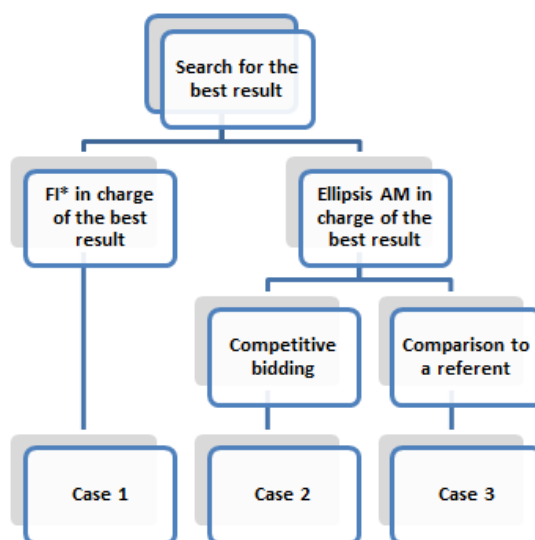 Search for the
best result
FI* in charge
of the best
result
Ellipsis AM in
charge of the
best result
Competitive
bidding
Comparison to
a referent
Case 1
Case 2
Case 3